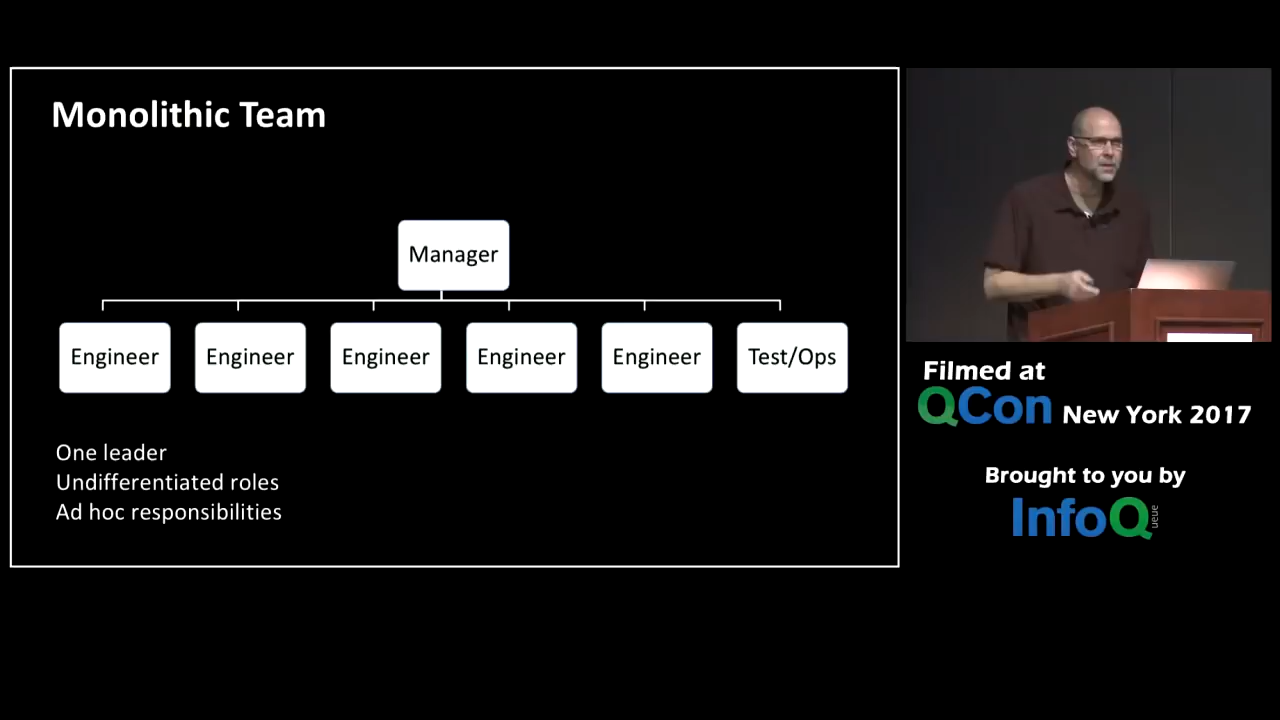 Monolithic Team
Manager
Engineer
Engineer
Engineer
Engineer
Engineer
Test/Ops
One leader
Undifferentiated roles
Ad hoc responsibilities
Filmed at
QCon New York 2017
Brought to you by
InfoQueue